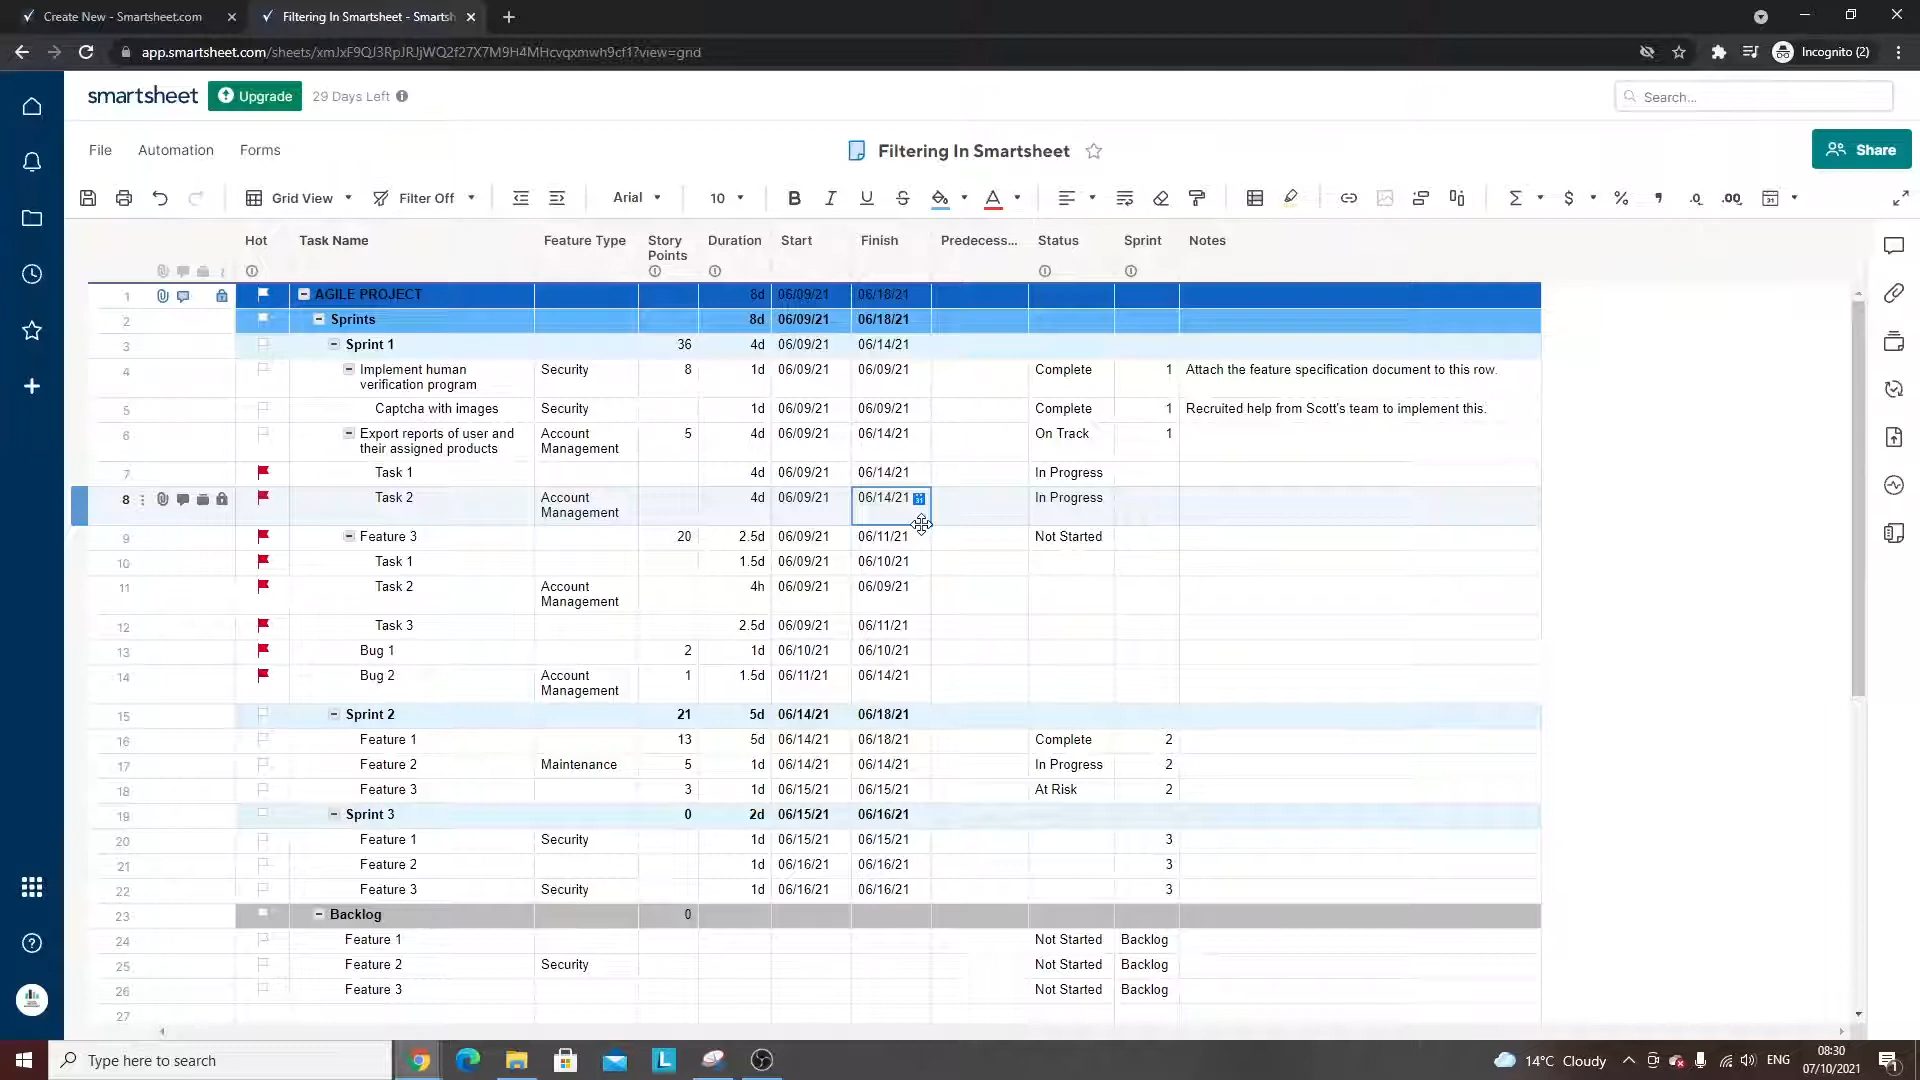 Create New - Smartsheet.com
Filtering In Smartsheet - Smarts
app.smartsheet.com/sheets/xmJxF9QJ3RpJRJjWQ2f27X7M9H4MHcvqxmwh9cf1?view=grid
Incognito (2)
smartsheet Upgrade 29 Days Left Search...
File Automation Forms Filtering In Smartsheet Share
Grid View Filter Off Arial 10 B I U S A Σ $ % .0 .00 31
Hot Task Name Feature Type Story Points Duration Start Finish Predecess... Status Sprint Notes
1 AGILE PROJECT 8d 06/09/21 06/18/21
2 Sprints 8d 06/09/21 06/18/21
3 Sprint 1 36 4d 06/09/21 06/14/21
4 Implement human verification program Security 8 1d 06/09/21 06/09/21 Complete 1 Attach the feature specification document to this row.
5 Captcha with images Security 1d 06/09/21 06/09/21 Complete 1 Recruited help from Scott's team to implement this.
6 Export reports of user and their assigned products Account Management 5 4d 06/09/21 06/14/21 On Track 1
7 Task 1 4d 06/09/21 06/14/21 In Progress
8 Task 2 Account Management 4d 06/09/21 06/14/21 31 In Progress
9 Feature 3 20 2.5d 06/09/21 06/11/21 Not Started
10 Task 1 1.5d 06/09/21 06/10/21
11 Task 2 Account Management 4h 06/09/21 06/09/21
12 Task 3 2.5d 06/09/21 06/11/21
13 Bug 1 2 1d 06/10/21 06/10/21
14 Bug 2 Account Management 1 1.5d 06/11/21 06/14/21
15 Sprint 2 21 5d 06/14/21 06/18/21
16 Feature 1 13 5d 06/14/21 06/18/21 Complete 2
17 Feature 2 Maintenance 5 1d 06/14/21 06/14/21 In Progress 2
18 Feature 3 3 1d 06/15/21 06/15/21 At Risk 2
19 Sprint 3 0 2d 06/15/21 06/16/21
20 Feature 1 Security 1d 06/15/21 06/15/21 3
21 Feature 2 1d 06/16/21 06/16/21 3
22 Feature 3 Security 1d 06/16/21 06/16/21 3
23 Backlog 0
24 Feature 1 Not Started Backlog
25 Feature 2 Security Not Started Backlog
26 Feature 3 Not Started Backlog
27
Type here to search L 14°C Cloudy ENG 08:30
07/10/2021 1